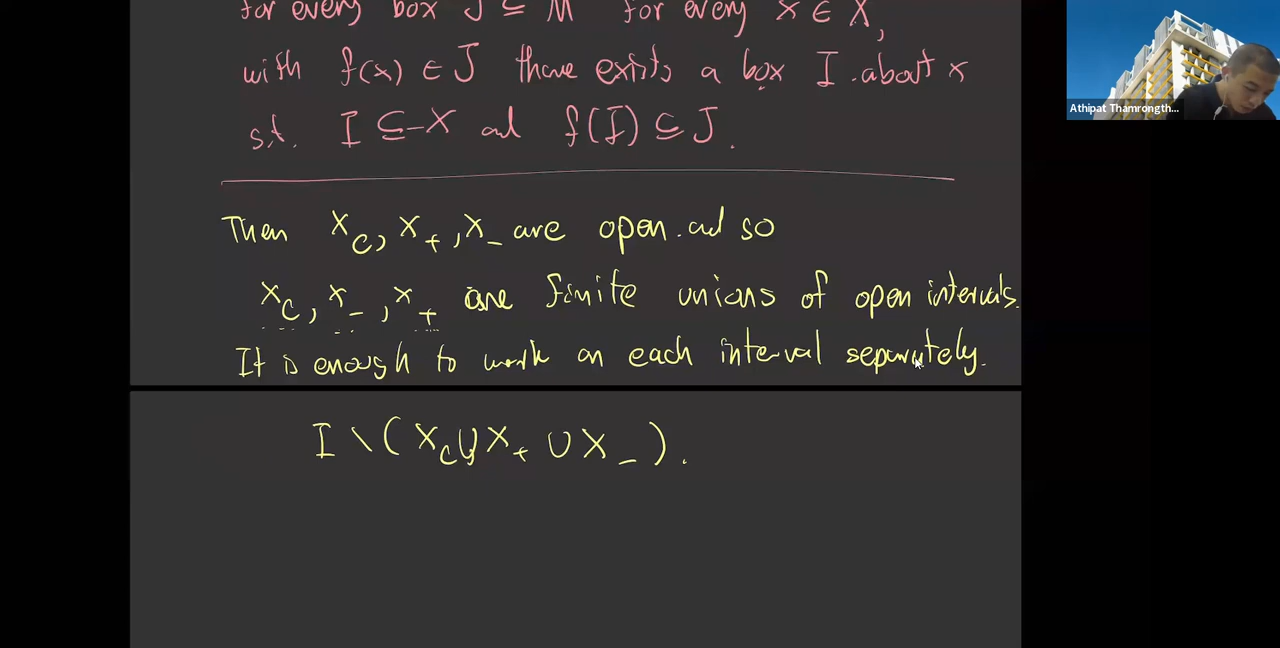 for every box J ⊆ M for every x ∈ X,
with f(x) ∈ J thare exists a box I about x
s.t. I ⊆ X and f(I) ⊆ J.
Then X_C, X_+, X_- are open and so
X_C, X_-, X_+ are finite unions of open intervals.
It is enough to work on each interval separately.
I \ (X_C ∪ X_+ ∪ X_-).
Athipat Thamrongth...